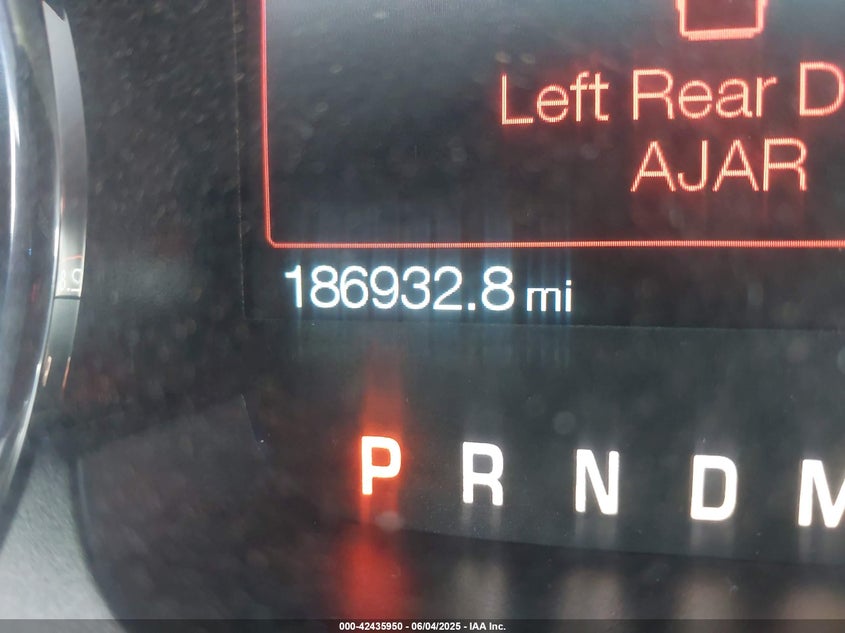 Left Rear D
AJAR
186932.8 mi
P R N D M
000-42435950 - 06/04/2025 - IAA Inc.